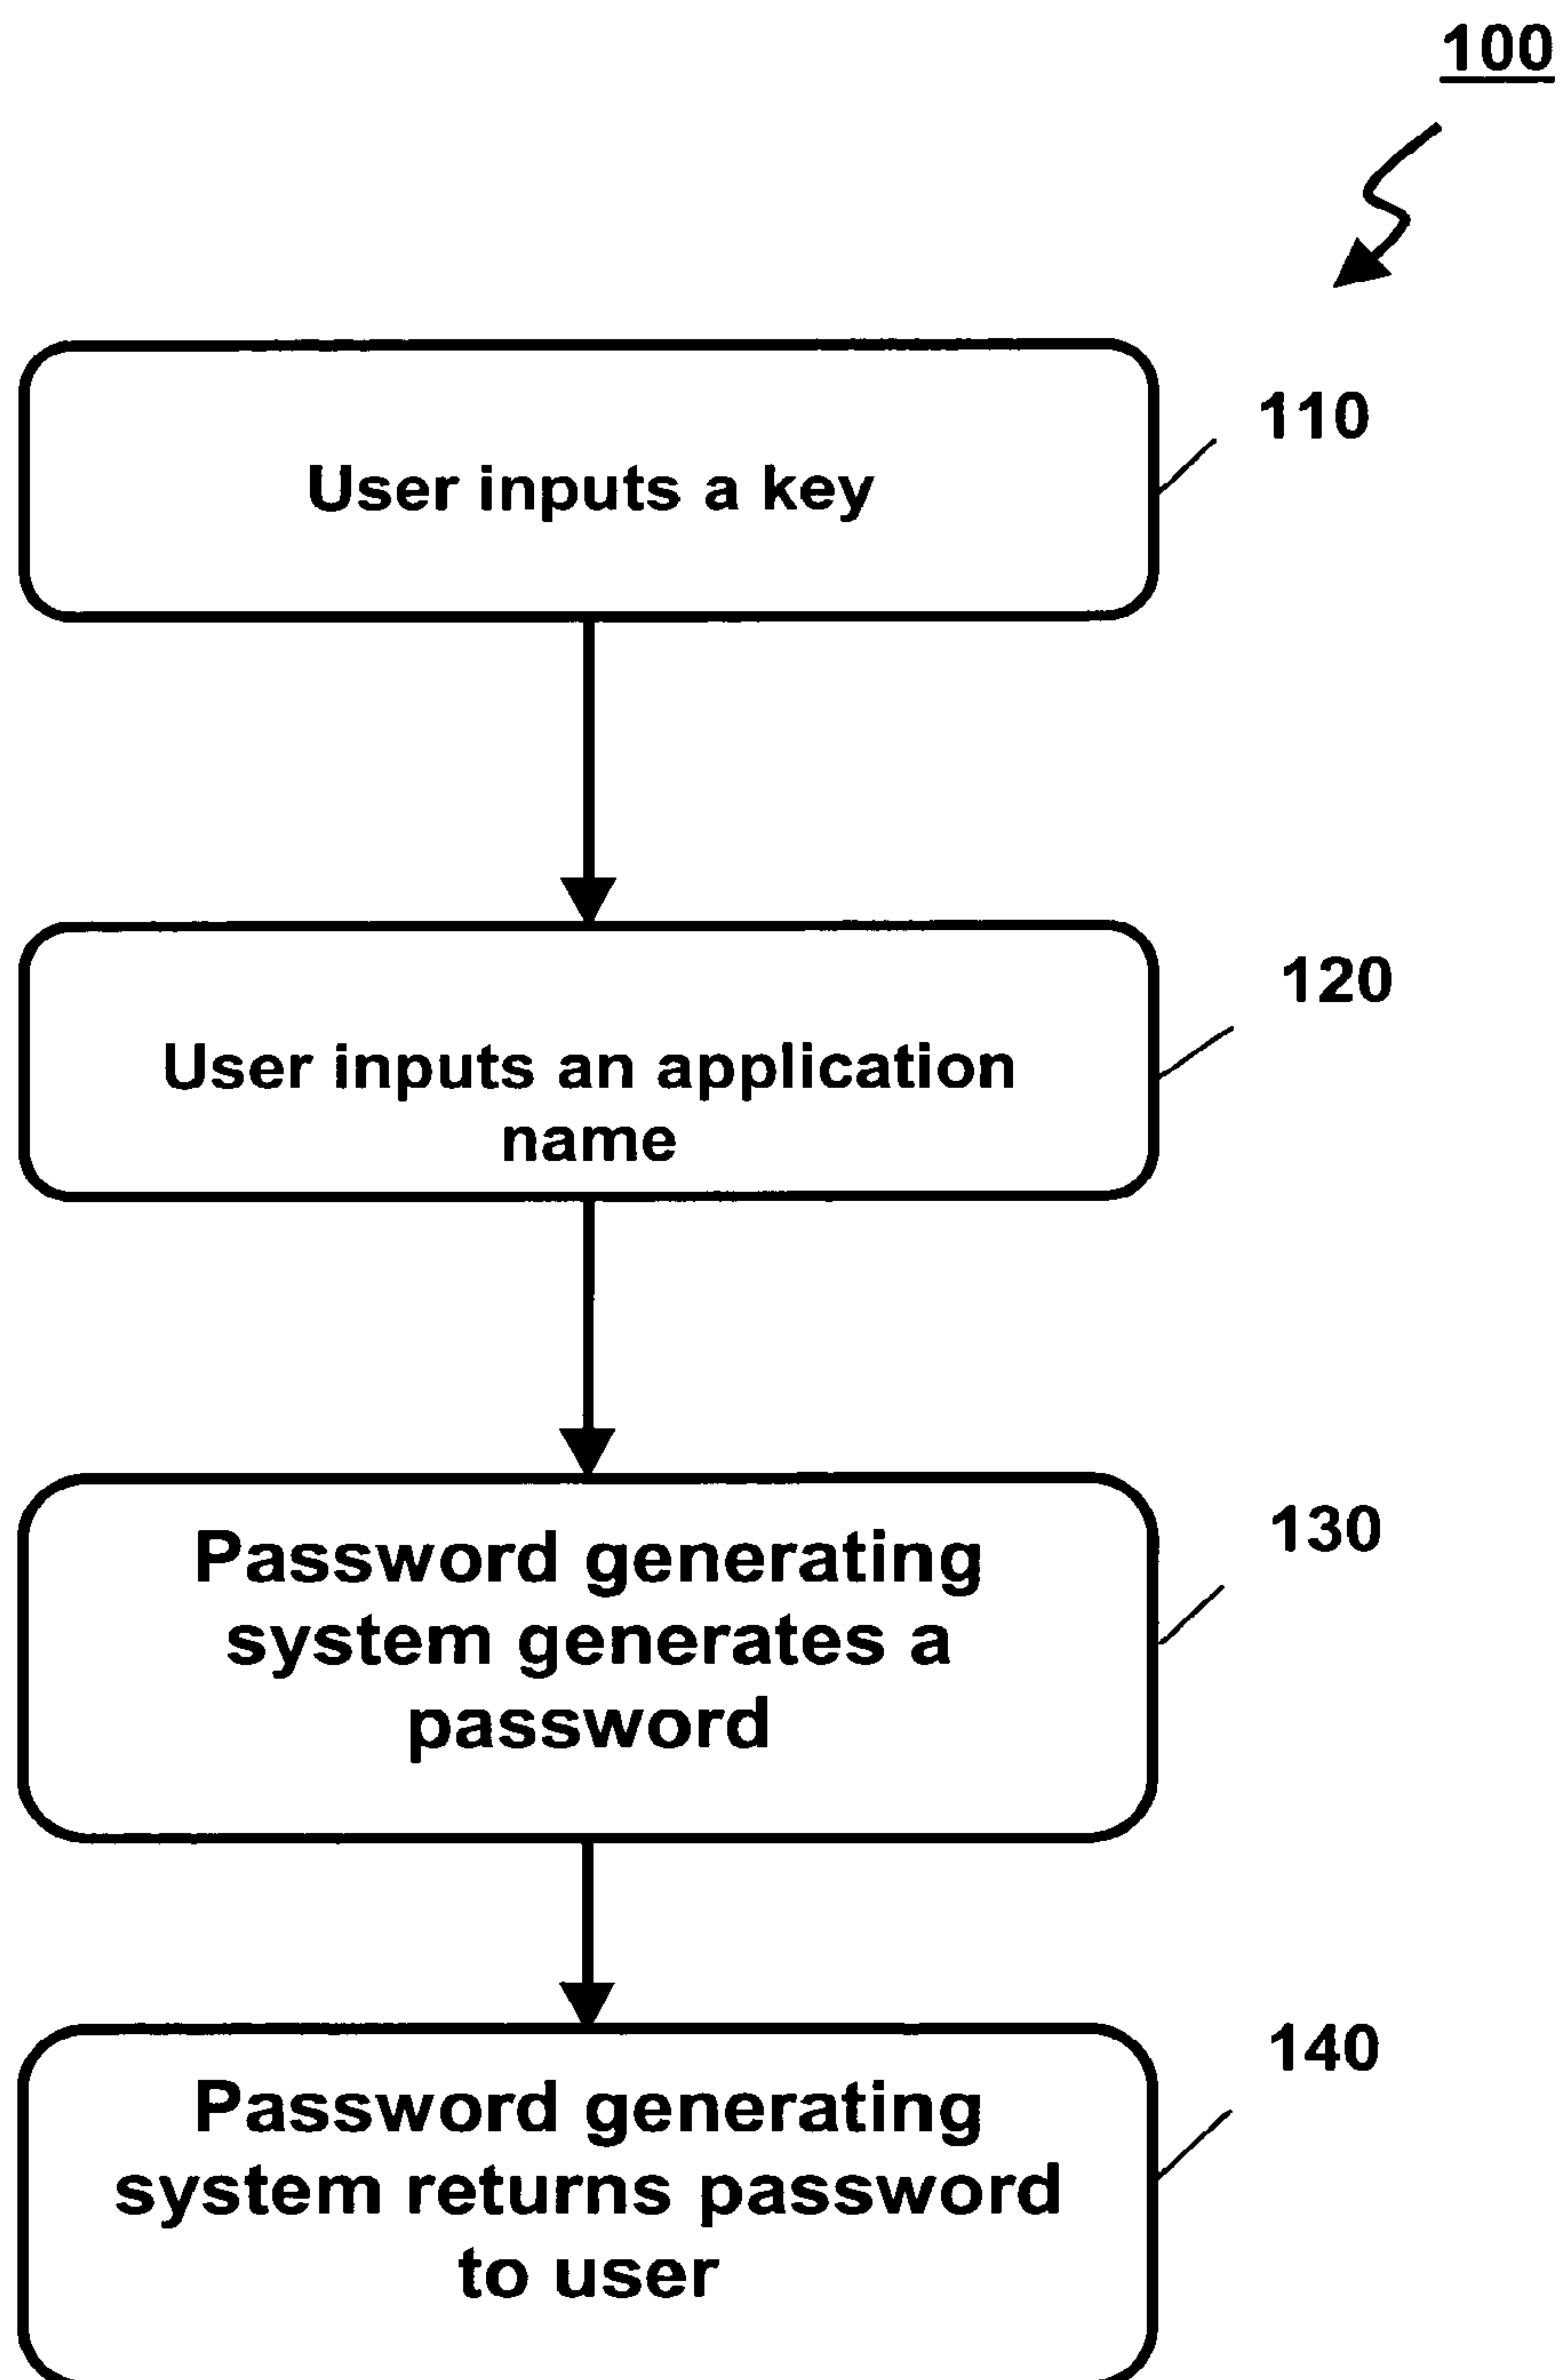 100
110
User inputs a key
120
User inputs an application
name
130
Password generating
system generates a
password
140
Password generating
system returns password
to user